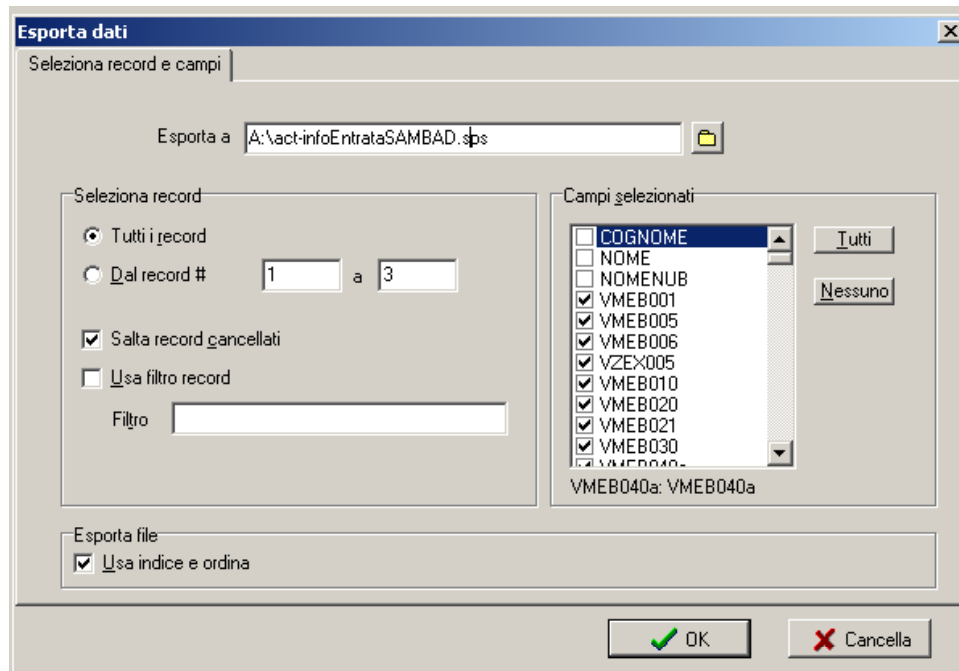 Esporta dati
Seleziona record e campi
Esporta a A:\act-infoEntrataSAMBAD.sps
Seleziona record
Tutti i record
Dal record # 1 a 3
Salta record cancellati
Usa filtro record
Filtro
Campi selezionati
COGNOME
NOME
NOMENUB
VMEB001
VMEB005
VMEB006
VZEX005
VMEB010
VMEB020
VMEB021
VMEB030
VMEB040a
VMEB040a: VMEB040a
Tutti
Nessuno
Esporta file
Usa indice e ordina
OK Cancella